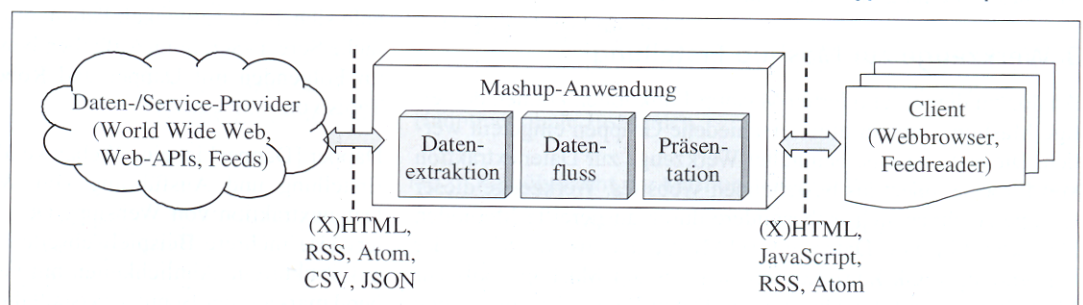 Daten-/Service-Provider
(World Wide Web,
Web-APIs, Feeds)
Mashup-Anwendung
Daten-
extraktion
Daten-
fluss
Präsen-
tation
Client
(Webbrowser,
Feedreader)
(X)HTML,
RSS, Atom,
CSV, JSON
(X)HTML,
JavaScript,
RSS, Atom